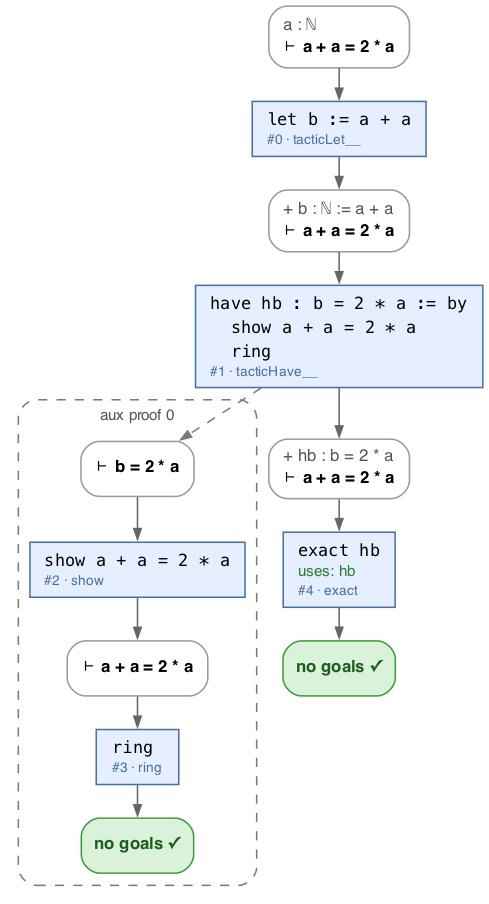 a : ℕ
⊢ a + a = 2 * a
let b := a + a
#0 · tacticLet__
+ b : ℕ := a + a
⊢ a + a = 2 * a
have hb : b = 2 * a := by
  show a + a = 2 * a
  ring
#1 · tacticHave__
aux proof 0
⊢ b = 2 * a
show a + a = 2 * a
#2 · show
⊢ a + a = 2 * a
ring
#3 · ring
no goals ✓
+ hb : b = 2 * a
⊢ a + a = 2 * a
exact hb
uses: hb
#4 · exact
no goals ✓